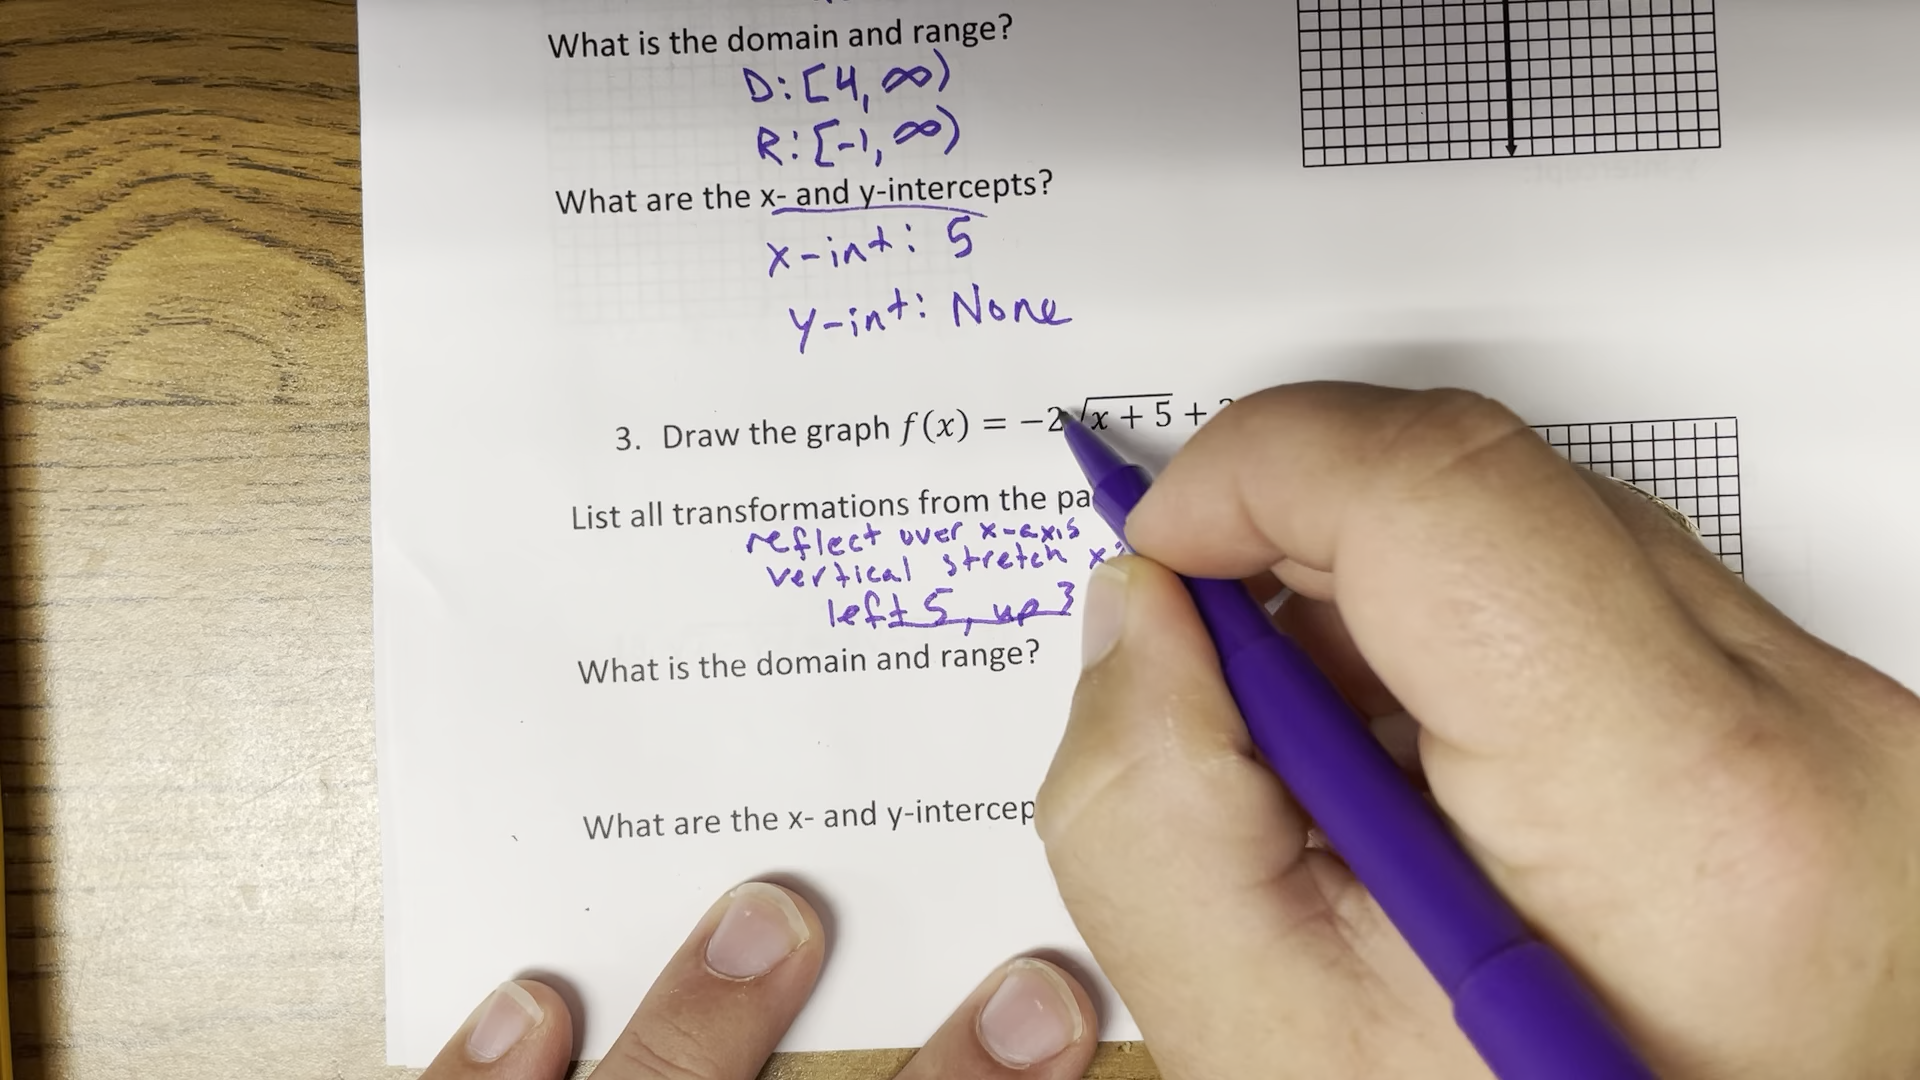 What is the domain and range?
D: [4, ∞)
R: [-1, ∞)
What are the x- and y-intercepts?
x-int: 5
y-int: None
3. Draw the graph f(x) = −2√x + 5 +
List all transformations from the
reflect over x-axis
vertical stretch x
left 5, up 3
What is the domain and range?
What are the x- and